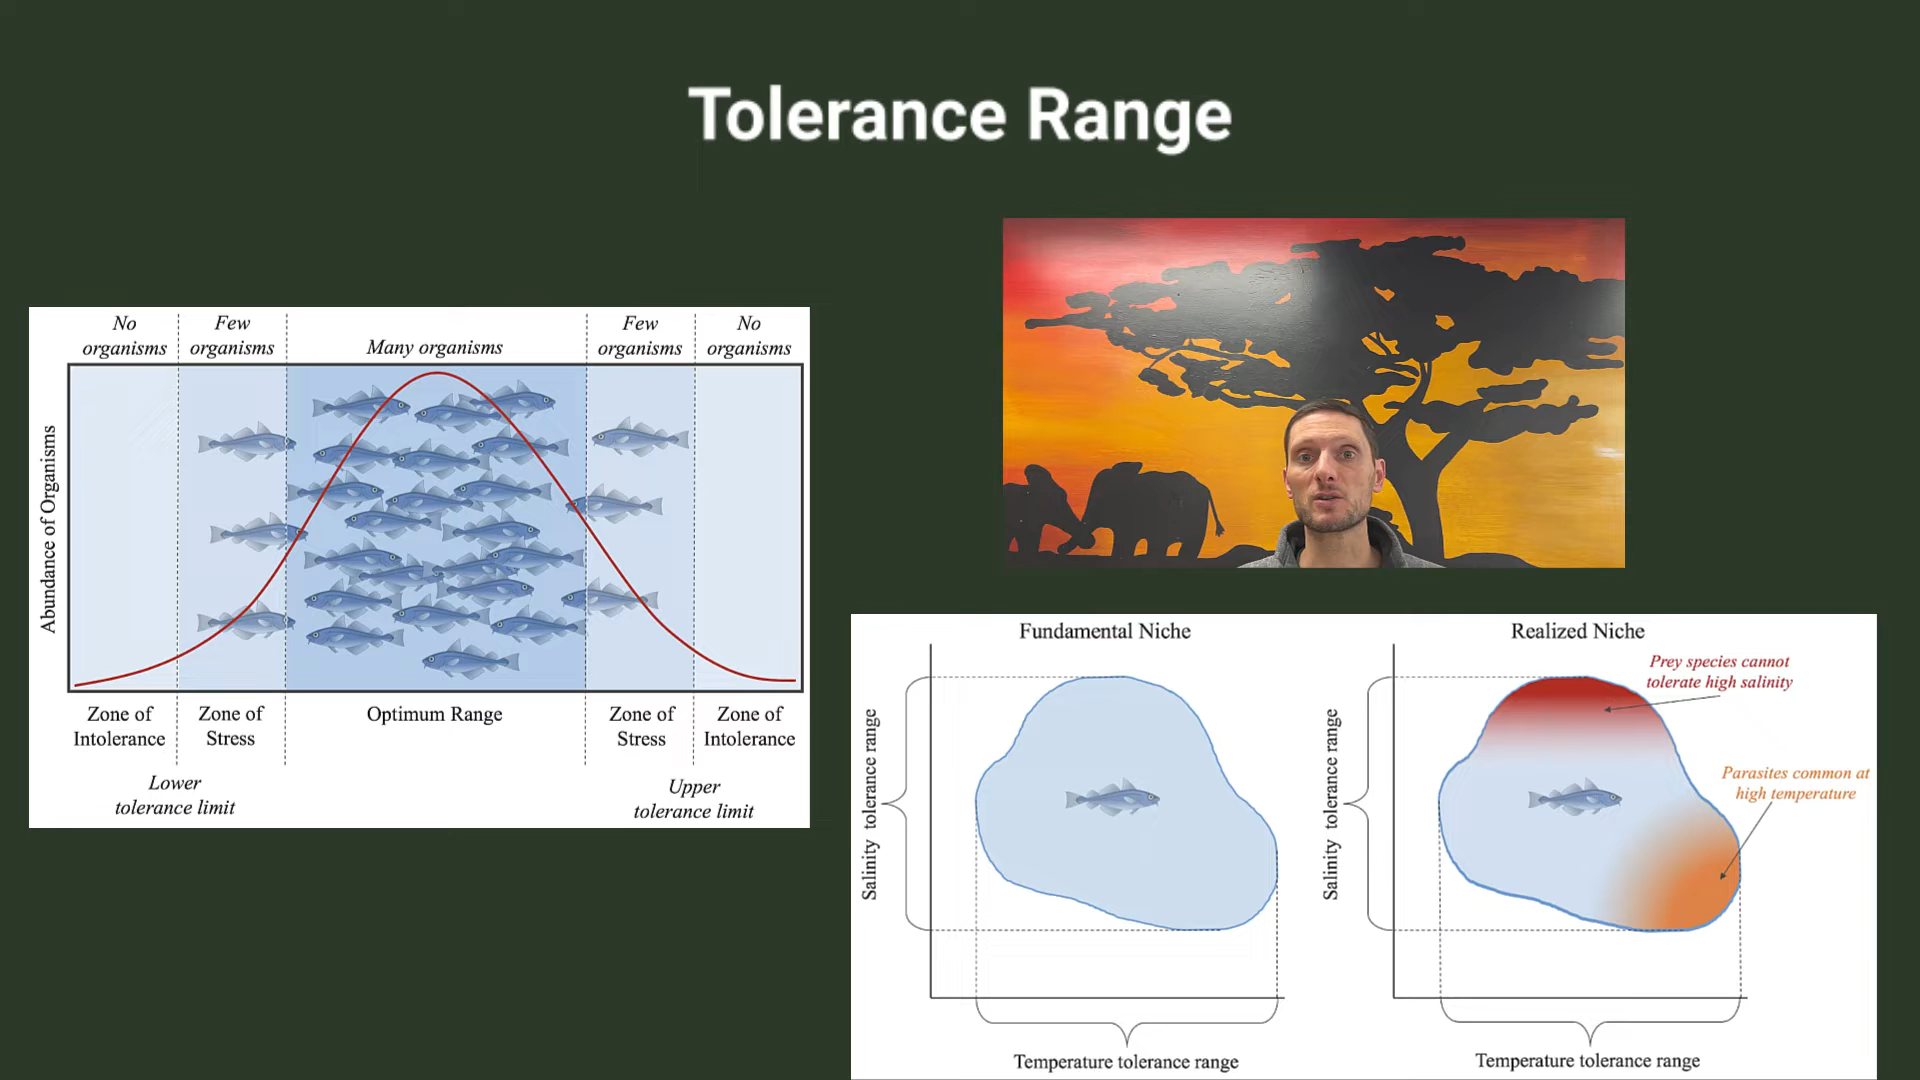 Tolerance Range
No
organisms
Few
organisms
Many organisms
Few
organisms
No
organisms
Abundance of Organisms
Zone of
Intolerance
Zone of
Stress
Optimum Range
Zone of
Stress
Zone of
Intolerance
Lower
tolerance limit
Upper
tolerance limit
Fundamental Niche
Salinity tolerance range
Temperature tolerance range
Realized Niche
Prey species cannot
tolerate high salinity
Parasites common at
high temperature
Salinity tolerance range
Temperature tolerance range